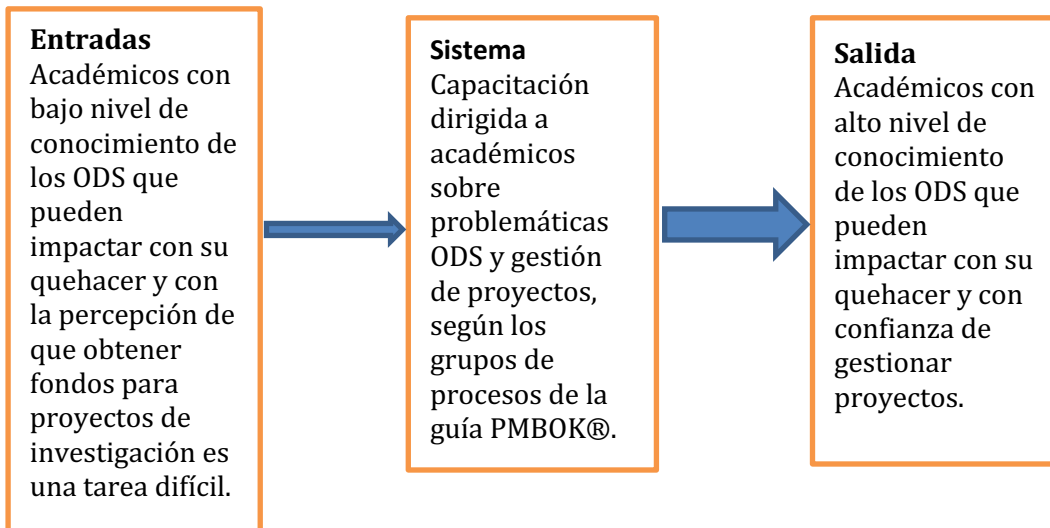 Entradas
Académicos con
bajo nivel de
conocimiento de
los ODS que
pueden
impactar con su
quehacer y con
la percepción de
que obtener
fondos para
proyectos de
investigación es
una tarea difícil.
Sistema
Capacitación
dirigida a
académicos
sobre
problemáticas
ODS y gestión
de proyectos,
según los
grupos de
procesos de la
guía PMBOK®.
Salida
Académicos con
alto nivel de
conocimiento
de los ODS que
pueden
impactar con su
quehacer y con
confianza de
gestionar
proyectos.